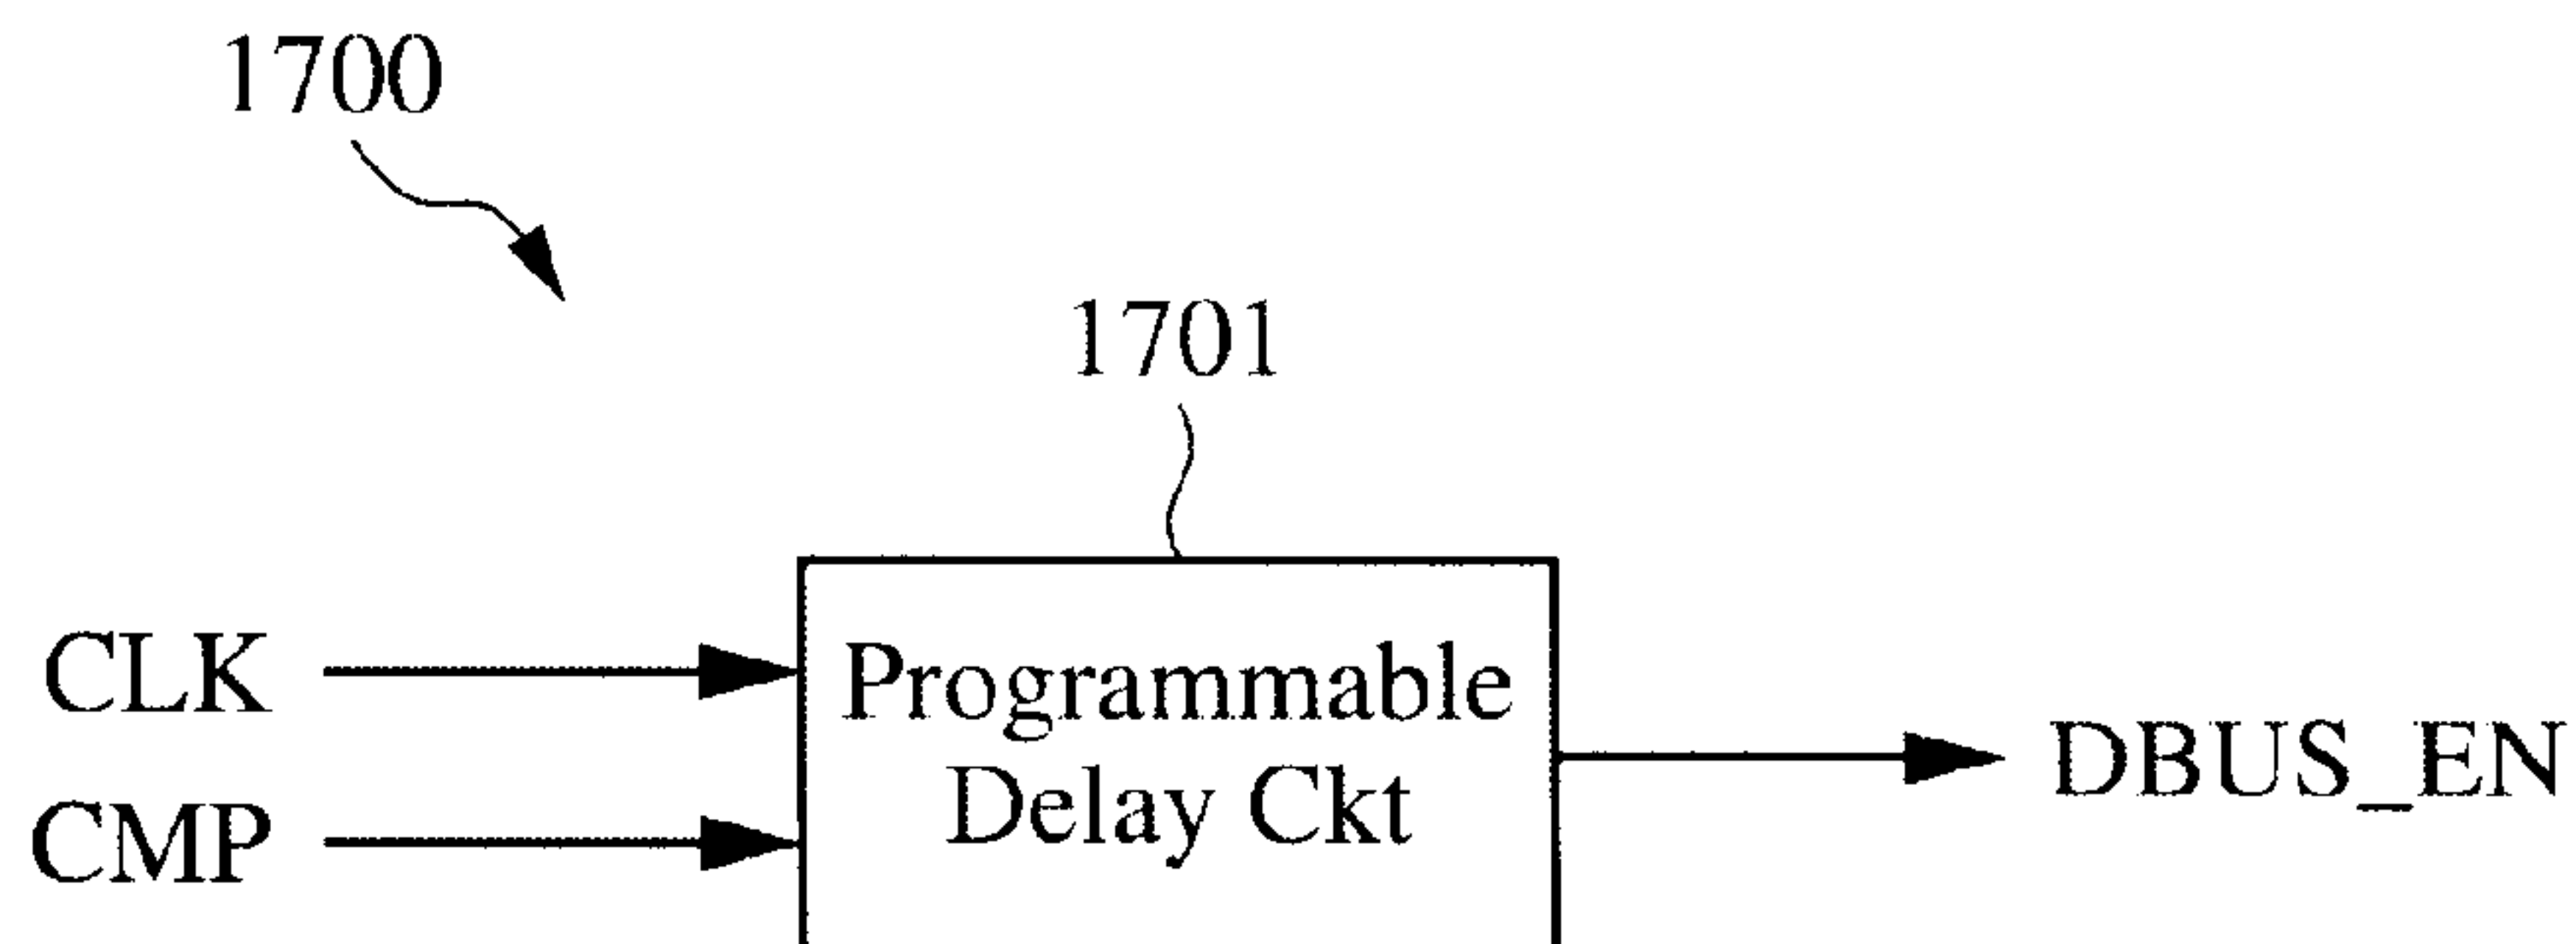 1700
1701
CLK
CMP
Programmable
Delay Ckt
DBUS_EN